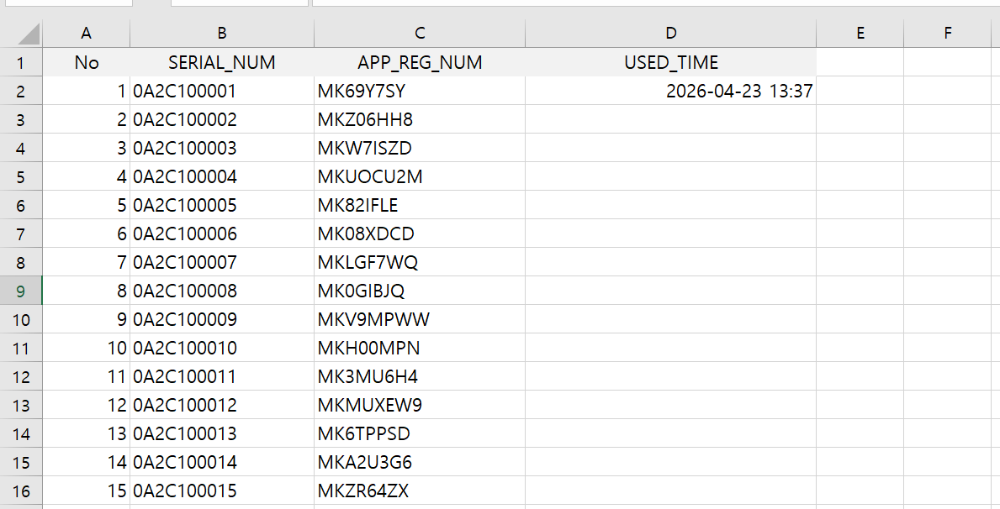 A B C D E F
1 No SERIAL_NUM APP_REG_NUM USED_TIME
2 1 0A2C100001 MK69Y7SY 2026-04-23 13:37
3 2 0A2C100002 MKZ06HH8
4 3 0A2C100003 MKW7ISZD
5 4 0A2C100004 MKUOCU2M
6 5 0A2C100005 MK82IFLE
7 6 0A2C100006 MK08XDCD
8 7 0A2C100007 MKLGF7WQ
9 8 0A2C100008 MK0GIBJQ
10 9 0A2C100009 MKV9MPWW
11 10 0A2C100010 MKH00MPN
12 11 0A2C100011 MK3MU6H4
13 12 0A2C100012 MKMUXEW9
14 13 0A2C100013 MK6TPPSD
15 14 0A2C100014 MKA2U3G6
16 15 0A2C100015 MKZR64ZX